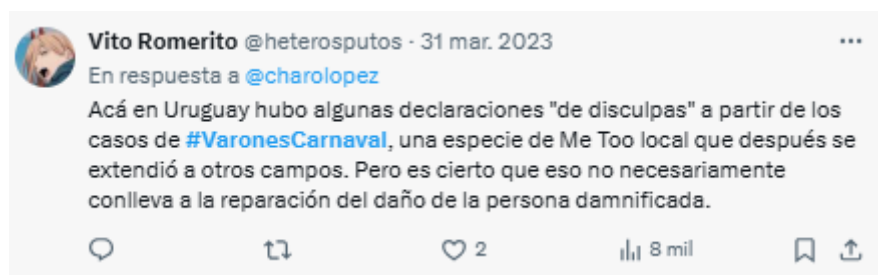 Vito Romerito @heterosputos · 31 mar. 2023
En respuesta a @charolopez
Acá en Uruguay hubo algunas declaraciones "de disculpas" a partir de los
casos de #VaronesCarnaval, una especie de Me Too local que después se
extendió a otros campos. Pero es cierto que eso no necesariamente
conlleva a la reparación del daño de la persona damnificada.
2 8 mil